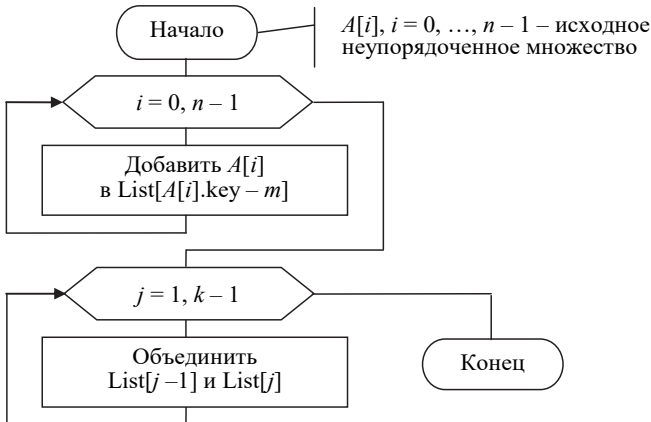 Начало
A[i], i = 0, …, n – 1 – исходное
неупорядоченное множество
i = 0, n – 1
Добавить A[i]
в List[A[i].key – m]
j = 1, k – 1
Объединить
List[j –1] и List[j]
Конец